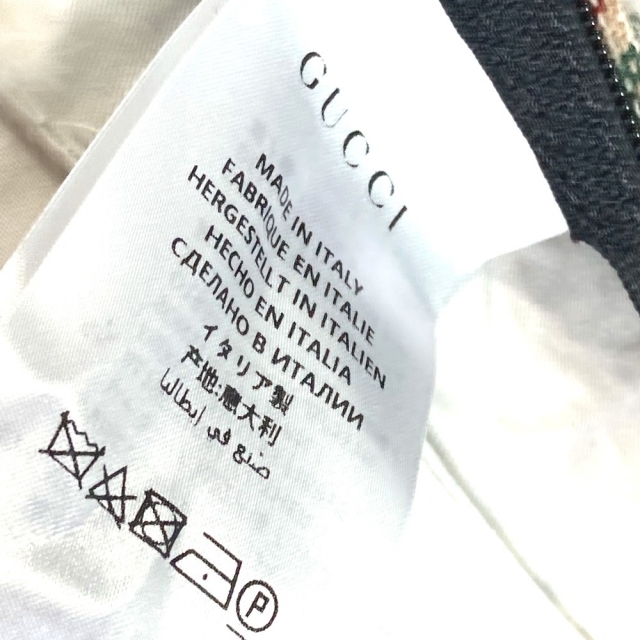 GUCCI
MADE IN ITALY
FABRIQUE EN ITALIE
HERGESTELLT IN ITALIEN
HECHO EN ITALIA
СДЕЛАНО В ИТАЛИИ
イタリア製
产地:意大利
صنع في إيطاليا
P